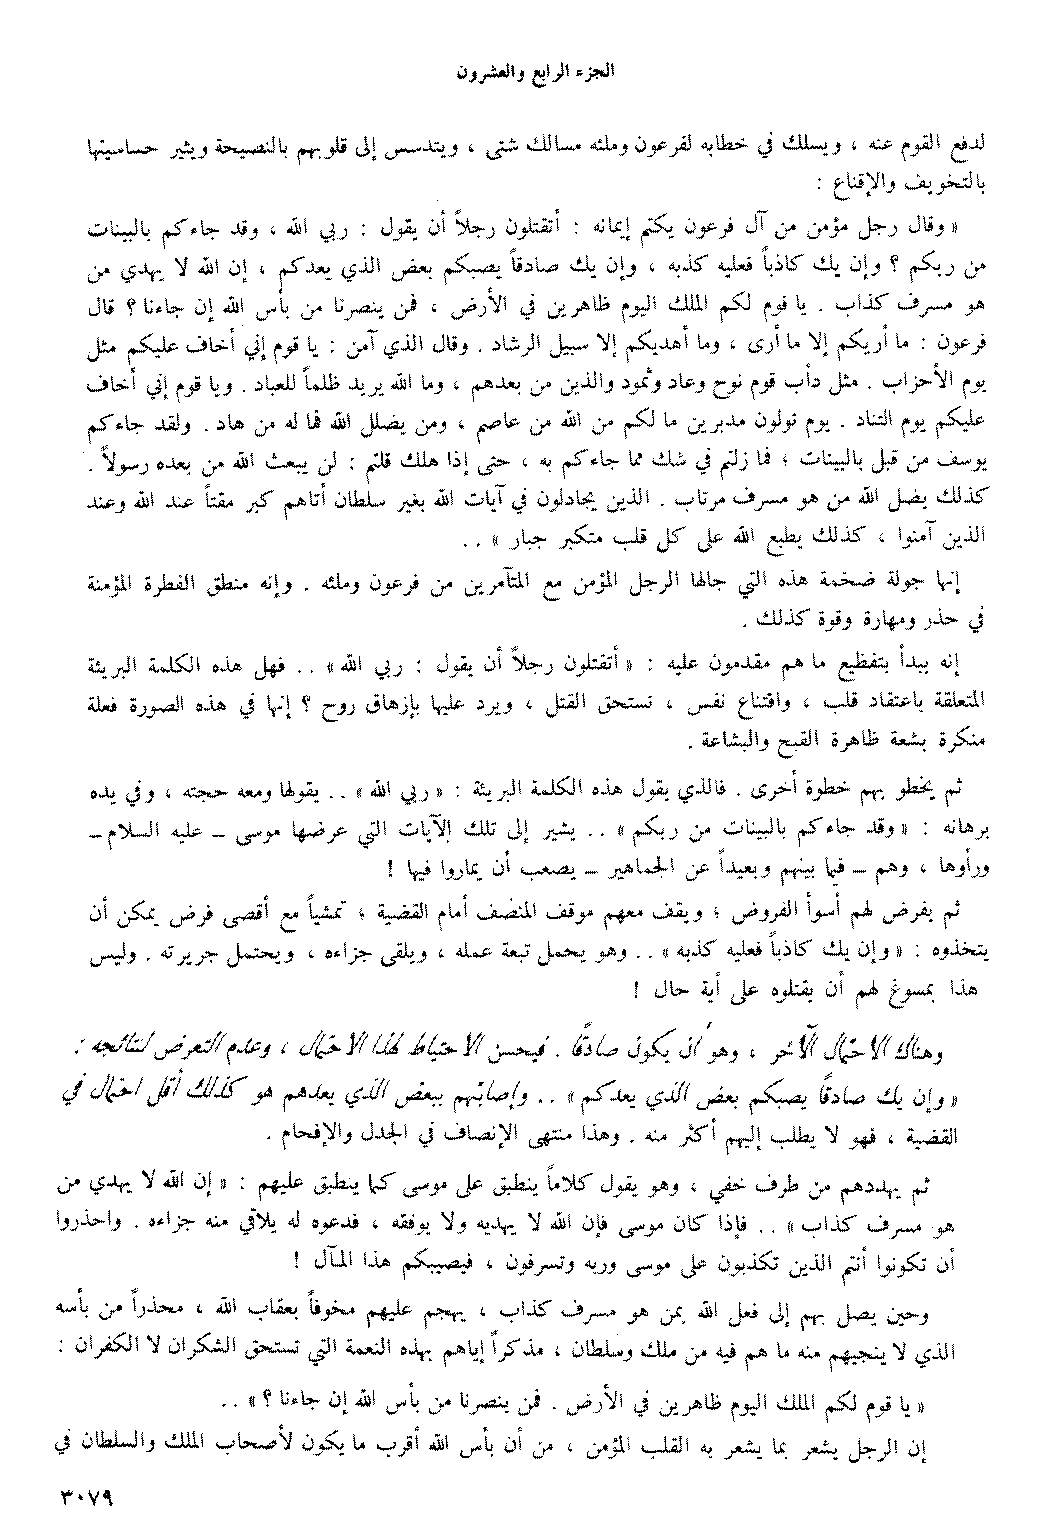 الجزء الرابع والعشرون
لدفع القوم عنه ، ويسلك في خطابه لفرعون وملئه مسالك شتى ، ويتدسس إلى قلوبهم بالنصيحة ويثير حساسيتها
بالتخويف والإقناع :
« وقال رجل مؤمن من آل فرعون يكتم إيمانه : أتقتلون رجلاً أن يقول : ربي الله ، وقد جاءكم بالبينات
من ربكم ؟ وإن يك كاذباً فعليه كذبه ، وإن يك صادقاً يصبكم بعض الذي يعدكم ، إن الله لا يهدي من
هو مسرف كذاب . يا قوم لكم الملك اليوم ظاهرين في الأرض ، فمن ينصرنا من بأس الله إن جاءنا ؟ قال
فرعون : ما أريكم إلا ما أرى ، وما أهديكم إلا سبيل الرشاد . وقال الذي آمن : يا قوم إني أخاف عليكم مثل
يوم الأحزاب . مثل دأب قوم نوح وعاد وثمود والذين من بعدهم ، وما الله يريد ظلماً للعباد . ويا قوم إني أخاف
عليكم يوم التناد . يوم تولون مدبرين ما لكم من الله من عاصم ، ومن يضلل الله فما له من هاد . ولقد جاءكم
يوسف من قبل بالبينات ؛ فما زلتم في شك مما جاءكم به ، حتى إذا هلك قلتم : لن يبعث الله من بعده رسولاً .
كذلك يضل الله من هو مسرف مرتاب . الذين يجادلون في آيات الله بغير سلطان أتاهم كبر مقتاً عند الله وعند
الذين آمنوا ، كذلك يطبع الله على كل قلب متكبر جبار » ..
إنها جولة ضخمة هذه التي جالها الرجل المؤمن مع المتآمرين من فرعون وملئه . وإنه منطق الفطرة المؤمنة
في حذر ومهارة وقوة كذلك .
إنه يبدأ بتفظيع ما هم مقدمون عليه : « أتقتلون رجلاً أن يقول : ربي الله » .. فهل هذه الكلمة البريئة
المتعلقة باعتقاد قلب ، واقتناع نفس ، تستحق القتل ، ويرد عليها بإزهاق روح ؟ إنها في هذه الصورة فعلة
منكرة بشعة ظاهرة القبح والبشاعة .
ثم يخطو بهم خطوة أخرى . فالذي يقول هذه الكلمة البريئة : « ربي الله » .. يقولها ومعه حجته ، وفي يده
برهانه : « وقد جاءكم بالبينات من ربكم » .. يشير إلى تلك الآيات التي عرضها موسى – عليه السلام –
ورأوها ، وهم – فيما بينهم وبعيداً عن الجماهير – يصعب أن يماروا فيها !
ثم يفرض لهم أسوأ الفروض ؛ ويقف معهم موقف المنصف أمام القضية ؛ تمشياً مع أقصى فرض يمكن أن
يتخذوه : « وإن يك كاذباً فعليه كذبه » .. وهو يحمل تبعة عمله ، ويلقى جزاءه ، ويحتمل جريرته . وليس
هذا بمسوغ لهم أن يقتلوه على أية حال !
وهناك الاحتمال الآخر ، وهو أن يكون صادقاً . فيحسن الاحتياط لهذا الاحتمال ، وعدم التعرض لنتائجه :
« وإن يك صادقاً يصبكم بعض الذي يعدكم » .. وإصابتهم ببعض الذي يعدهم هو كذلك أقل احتمال في
القضية ، فهو لا يطلب إليهم أكثر منه . وهذا منتهى الإنصاف في الجدل والإفحام .
ثم يهددهم من طرف خفي ، وهو يقول كلاماً ينطبق على موسى كما ينطبق عليهم : « إن الله لا يهدي من
هو مسرف كذاب » .. فإذا كان موسى فإن الله لا يهديه ولا يوفقه ، فدعوه له يلاقي منه جزاءه . واحذروا
أن تكونوا أنتم الذين تكذبون على موسى وربه وتسرفون ، فيصيبكم هذا المآل !
وحين يصل بهم إلى فعل الله بمن هو مسرف كذاب ، يهجم عليهم مخوفاً بعقاب الله ، محذراً من بأسه
الذي لا ينجيهم منه ما هم فيه من ملك وسلطان ، مذكراً إياهم بهذه النعمة التي تستحق الشكران لا الكفران :
« يا قوم لكم الملك اليوم ظاهرين في الأرض . فمن ينصرنا من بأس الله إن جاءنا ؟ » ..
إن الرجل يشعر بما يشعر به القلب المؤمن ، من أن بأس الله أقرب ما يكون لأصحاب الملك والسلطان في
٣٠٧٩